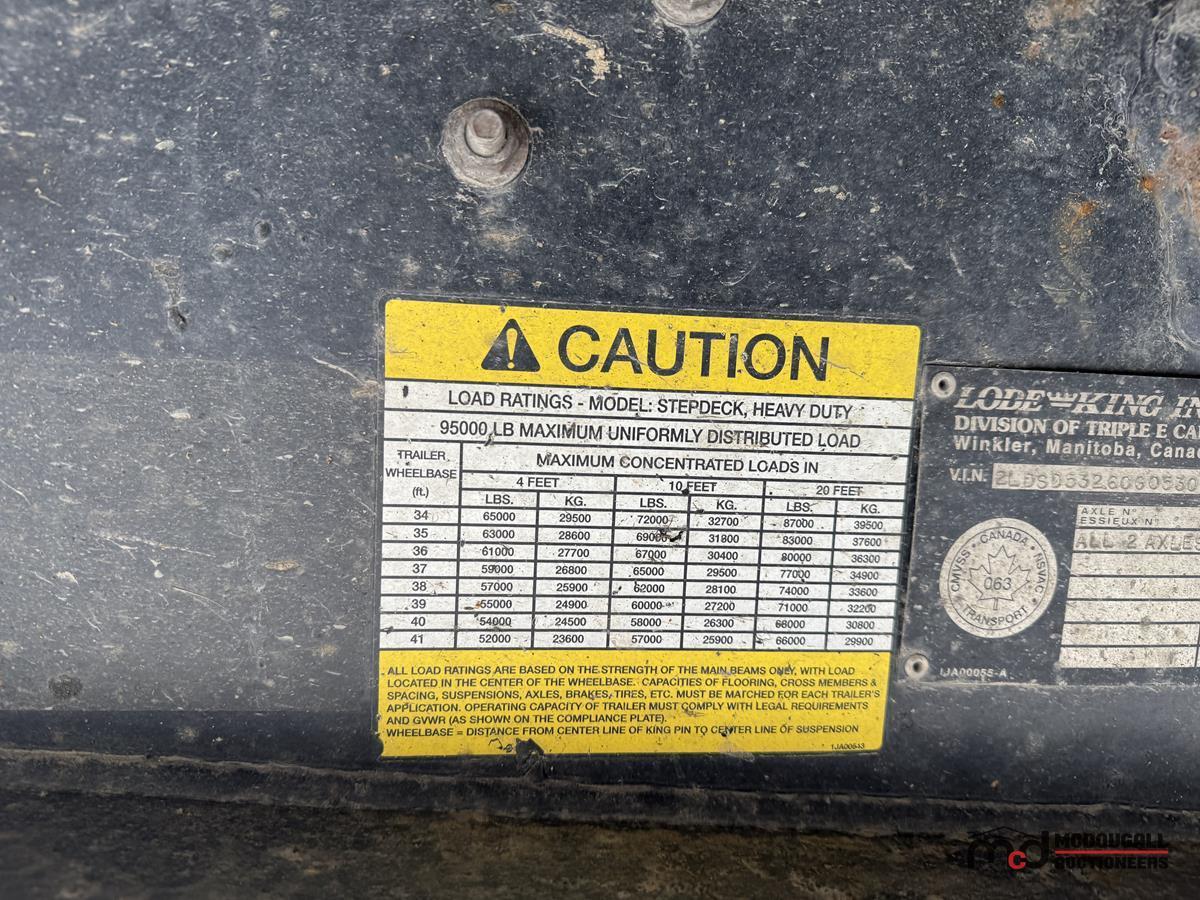 CAUTION
LOAD RATINGS - MODEL: STEPDECK, HEAVY DUTY
95000 LB MAXIMUM UNIFORMLY DISTRIBUTED LOAD
TRAILER WHEELBASE (ft.) MAXIMUM CONCENTRATED LOADS IN
4 FEET 10 FEET 20 FEET
LBS. KG. LBS. KG. LBS. KG.
34 65000 29500 72000 32700 87000 39500
35 63000 28600 69000 31800 83000 37600
36 61000 27700 67000 30400 80000 36300
37 59000 26800 65000 29500 77000 34900
38 57000 25900 62000 28100 74000 33600
39 55000 24900 60000 27200 71000 32200
40 54000 24500 58000 26300 68000 30800
41 52000 23600 57000 25900 66000 29900
ALL LOAD RATINGS ARE BASED ON THE STRENGTH OF THE MAIN BEAMS ONLY, WITH LOAD
LOCATED IN THE CENTER OF THE WHEELBASE. CAPACITIES OF FLOORING, CROSS MEMBERS &
SPACING, SUSPENSIONS, AXLES, BRAKES, TIRES, ETC. MUST BE MATCHED FOR EACH TRAILER'S
APPLICATION. OPERATING CAPACITY OF TRAILER MUST COMPLY WITH LEGAL REQUIREMENTS
AND GVWR (AS SHOWN ON THE COMPLIANCE PLATE).
WHEELBASE = DISTANCE FROM CENTER LINE OF KING PIN TO CENTER LINE OF SUSPENSION
1JA00543
LODE KING
DIVISION OF TRIPLE E
Winkler, Manitoba,
V.I.N.
AXLE N°
ESSIEUX N°
ALL 2 AXLES
CMVSS · CANADA · NSVAC
063
TRANSPORT
1JA00055-A
mcd MCDOUGALL
AUCTIONEERS